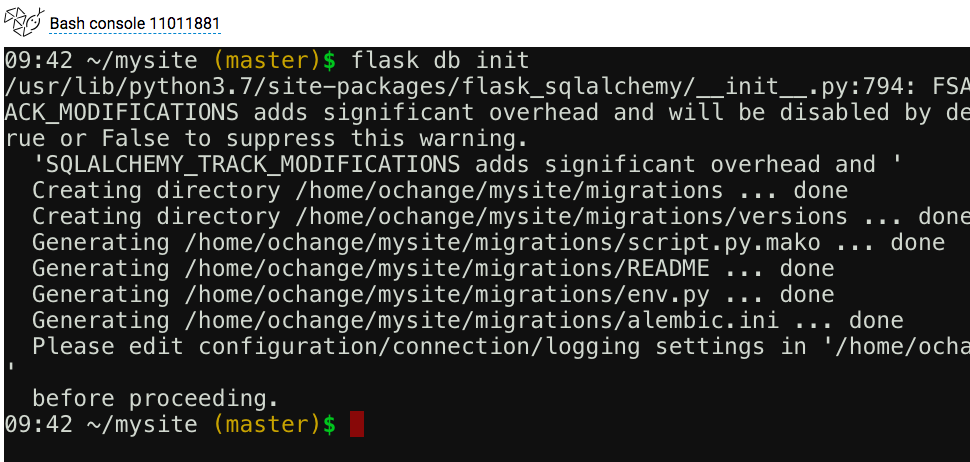 Bash console 11011881
09:42 ~/mysite (master)$ flask db init
/usr/lib/python3.7/site-packages/flask_sqlalchemy/__init__.py:794: FSA
ACK_MODIFICATIONS adds significant overhead and will be disabled by de
rue or False to suppress this warning.
  'SQLALCHEMY_TRACK_MODIFICATIONS adds significant overhead and '
  Creating directory /home/ochange/mysite/migrations ... done
  Creating directory /home/ochange/mysite/migrations/versions ... done
  Generating /home/ochange/mysite/migrations/script.py.mako ... done
  Generating /home/ochange/mysite/migrations/README ... done
  Generating /home/ochange/mysite/migrations/env.py ... done
  Generating /home/ochange/mysite/migrations/alembic.ini ... done
  Please edit configuration/connection/logging settings in '/home/ocha
'
  before proceeding.
09:42 ~/mysite (master)$